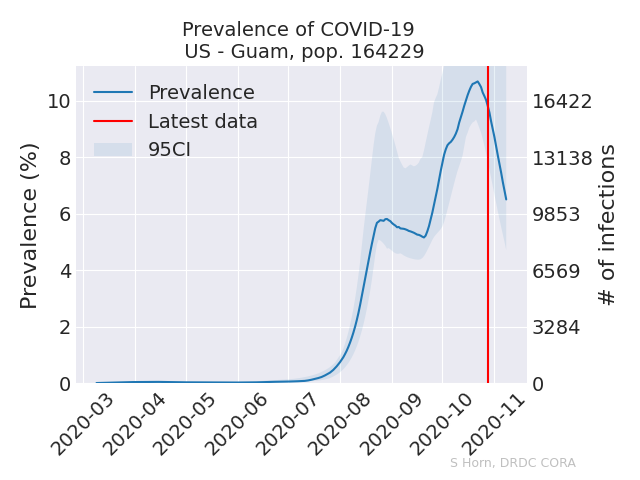 Prevalence of COVID-19
US - Guam, pop. 164229
Prevalence
Latest data
95CI
Prevalence (%)
10
8
6
4
2
0
16422
13138
9853
6569
3284
0
# of infections
2020-03
2020-04
2020-05
2020-06
2020-07
2020-08
2020-09
2020-10
2020-11
S Horn, DRDC CORA